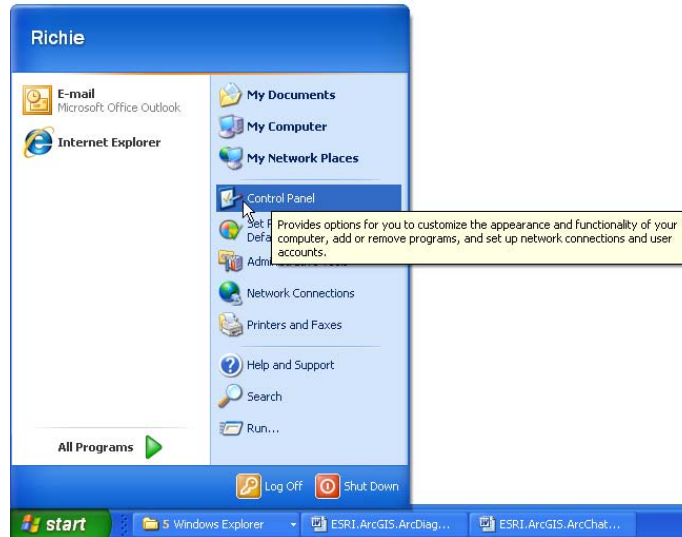 Richie
E-mail
Microsoft Office Outlook
Internet Explorer
All Programs
My Documents
My Computer
My Network Places
Control Panel
Set
Defa
Provides options for you to customize the appearance and functionality of your
computer, add or remove programs, and set up network connections and user
accounts.
Network Connections
Printers and Faxes
Help and Support
Search
Run...
Log Off
Shut Down
start
5 Windows Explorer
ESRI.ArcGIS.ArcDiag...
ESRI.ArcGIS.ArcChat...